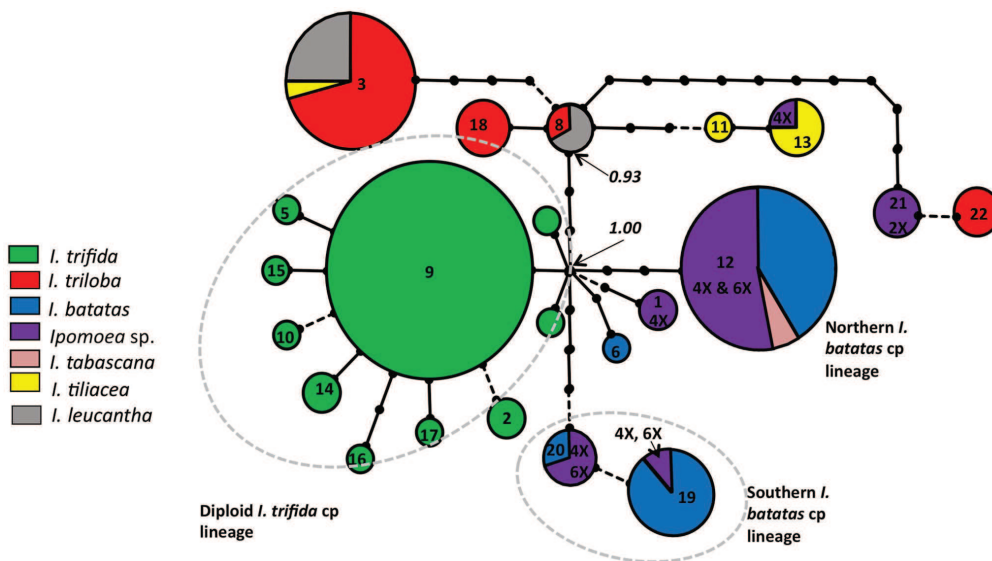 3
18
8
11
4X
13
0.93
21
2X
22
5
1.00
15
9
12
4X & 6X
1
4X
10
6
14
2
17
16
20
4X
6X
4X, 6X
19
I. trifida
I. triloba
I. batatas
Ipomoea sp.
I. tabascana
I. tiliacea
I. leucantha
Northern I.
batatas cp
lineage
Diploid I. trifida cp
lineage
Southern I.
batatas cp
lineage